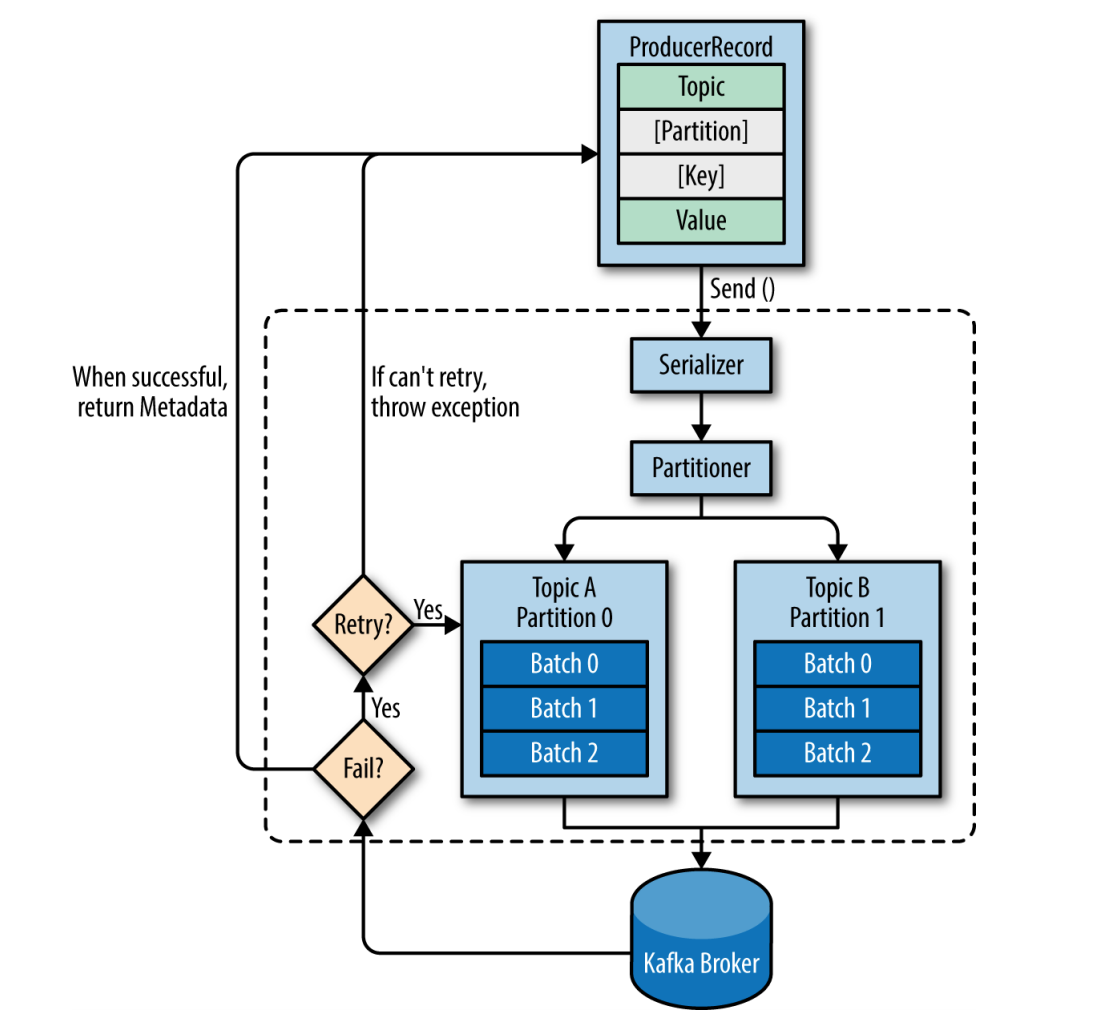 ProducerRecord
Topic
[Partition]
[Key]
Value
Send ()
Serializer
When successful,
return Metadata
If can't retry,
throw exception
Partitioner
Topic A
Partition 0
Batch 0
Batch 1
Batch 2
Topic B
Partition 1
Batch 0
Batch 1
Batch 2
Retry?
Yes
Yes
Fail?
Kafka Broker